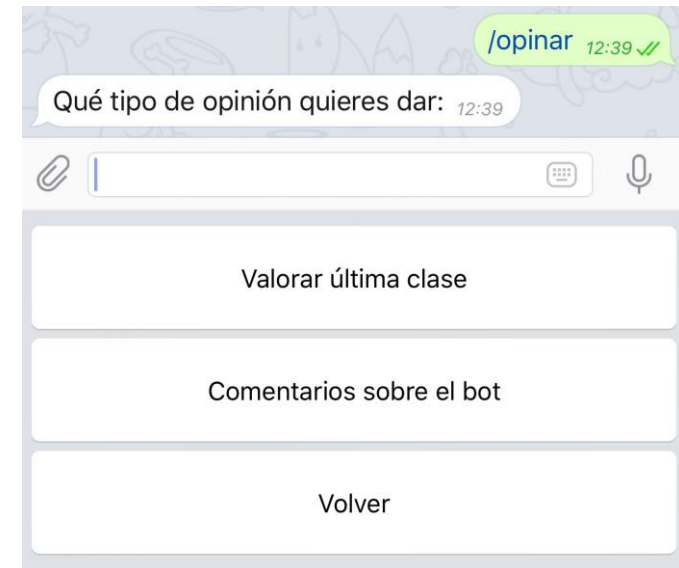 /opinar 12:39
Qué tipo de opinión quieres dar: 12:39
Valorar última clase
Comentarios sobre el bot
Volver